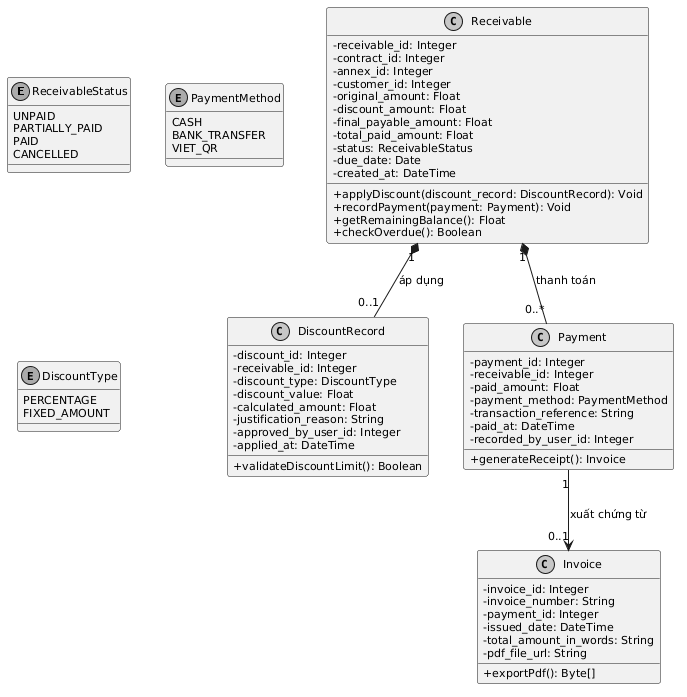 C Receivable
-receivable_id: Integer
-contract_id: Integer
-annex_id: Integer
-customer_id: Integer
-original_amount: Float
-discount_amount: Float
-final_payable_amount: Float
-total_paid_amount: Float
-status: ReceivableStatus
-due_date: Date
-created_at: DateTime
+applyDiscount(discount_record: DiscountRecord): Void
+recordPayment(payment: Payment): Void
+getRemainingBalance(): Float
+checkOverdue(): Boolean
E ReceivableStatus
UNPAID
PARTIALLY_PAID
PAID
CANCELLED
E PaymentMethod
CASH
BANK_TRANSFER
VIET_QR
1
áp dụng
0..1
1
thanh toán
0..*
E DiscountType
PERCENTAGE
FIXED_AMOUNT
C DiscountRecord
-discount_id: Integer
-receivable_id: Integer
-discount_type: DiscountType
-discount_value: Float
-calculated_amount: Float
-justification_reason: String
-approved_by_user_id: Integer
-applied_at: DateTime
+validateDiscountLimit(): Boolean
C Payment
-payment_id: Integer
-receivable_id: Integer
-paid_amount: Float
-payment_method: PaymentMethod
-transaction_reference: String
-paid_at: DateTime
-recorded_by_user_id: Integer
+generateReceipt(): Invoice
1
xuất chứng từ
0..1
C Invoice
-invoice_id: Integer
-invoice_number: String
-payment_id: Integer
-issued_date: DateTime
-total_amount_in_words: String
-pdf_file_url: String
+exportPdf(): Byte[]